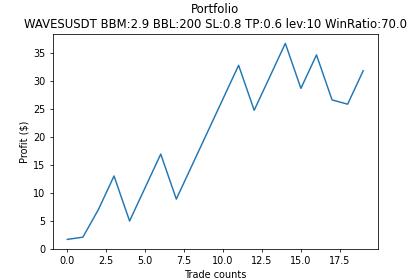 Portfolio
WAVESUSDT BBM:2.9 BBL:200 SL:0.8 TP:0.6 lev:10 WinRatio:70.0
35
30
25
20
15
10
5
0
Profit ($)
0.0 2.5 5.0 7.5 10.0 12.5 15.0 17.5
Trade counts